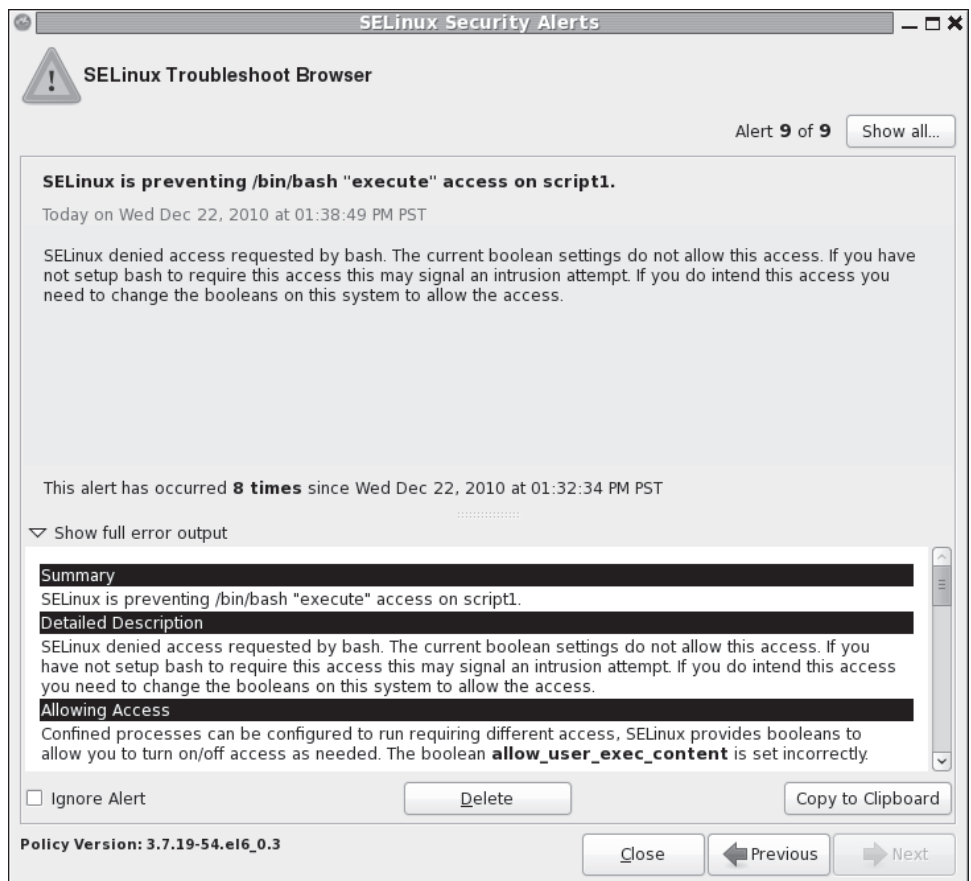 SELinux Security Alerts
SELinux Troubleshoot Browser
Alert 9 of 9 Show all...
SELinux is preventing /bin/bash "execute" access on script1.
Today on Wed Dec 22, 2010 at 01:38:49 PM PST
SELinux denied access requested by bash. The current boolean settings do not allow this access. If you have
not setup bash to require this access this may signal an intrusion attempt. If you do intend this access you
need to change the booleans on this system to allow the access.
This alert has occurred 8 times since Wed Dec 22, 2010 at 01:32:34 PM PST
Show full error output
Summary
SELinux is preventing /bin/bash "execute" access on script1.
Detailed Description
SELinux denied access requested by bash. The current boolean settings do not allow this access. If you
have not setup bash to require this access this may signal an intrusion attempt. If you do intend this access
you need to change the booleans on this system to allow the access.
Allowing Access
Confined processes can be configured to run requiring different access, SELinux provides booleans to
allow you to turn on/off access as needed. The boolean allow_user_exec_content is set incorrectly.
Ignore Alert Delete Copy to Clipboard
Policy Version: 3.7.19-54.el6_0.3
Close Previous Next